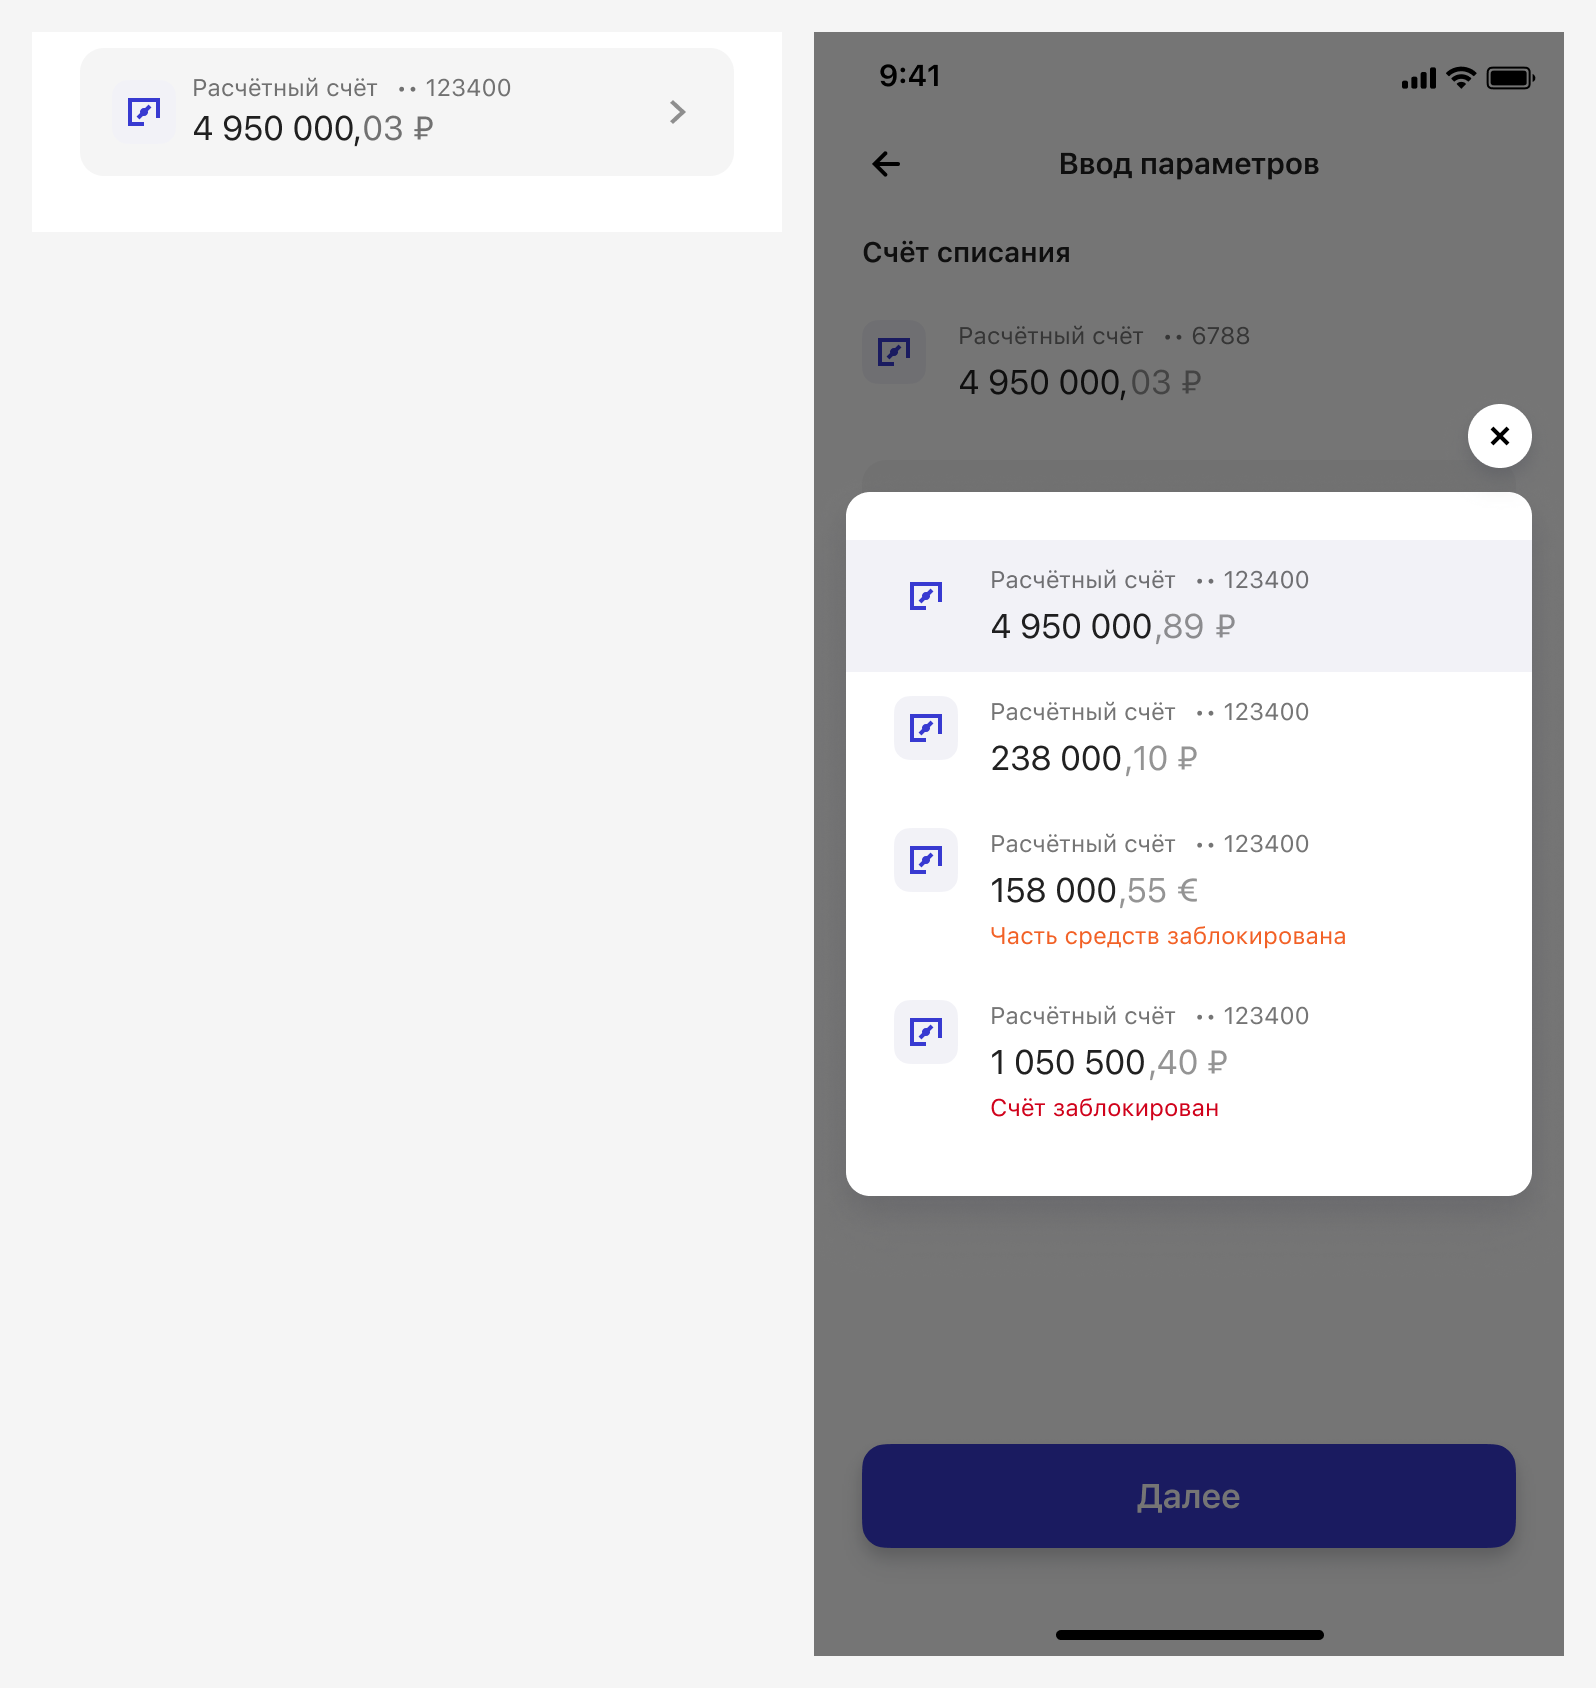 Расчётный счёт •• 123400
4 950 000,03 ₽
9:41
Ввод параметров
Счёт списания
Расчётный счёт •• 6788
4 950 000,03 ₽
Расчётный счёт •• 123400
4 950 000,89 ₽
Расчётный счёт •• 123400
238 000,10 ₽
Расчётный счёт •• 123400
158 000,55 €
Часть средств заблокирована
Расчётный счёт •• 123400
1 050 500,40 ₽
Счёт заблокирован
Далее